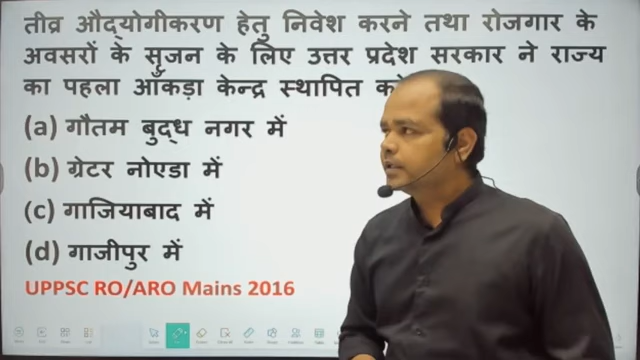 तीव्र औद्योगीकरण हेतु निवेश करने तथा रोजगार के
अवसरों के सृजन के लिए उत्तर प्रदेश सरकार ने राज्य
का पहला आँकड़ा केन्द्र स्थापित
(a) गौतम बुद्ध नगर में
(b) ग्रेटर नोएडा में
(c) गाजियाबाद में
(d) गाजीपुर में
UPPSC RO/ARO Mains 2016